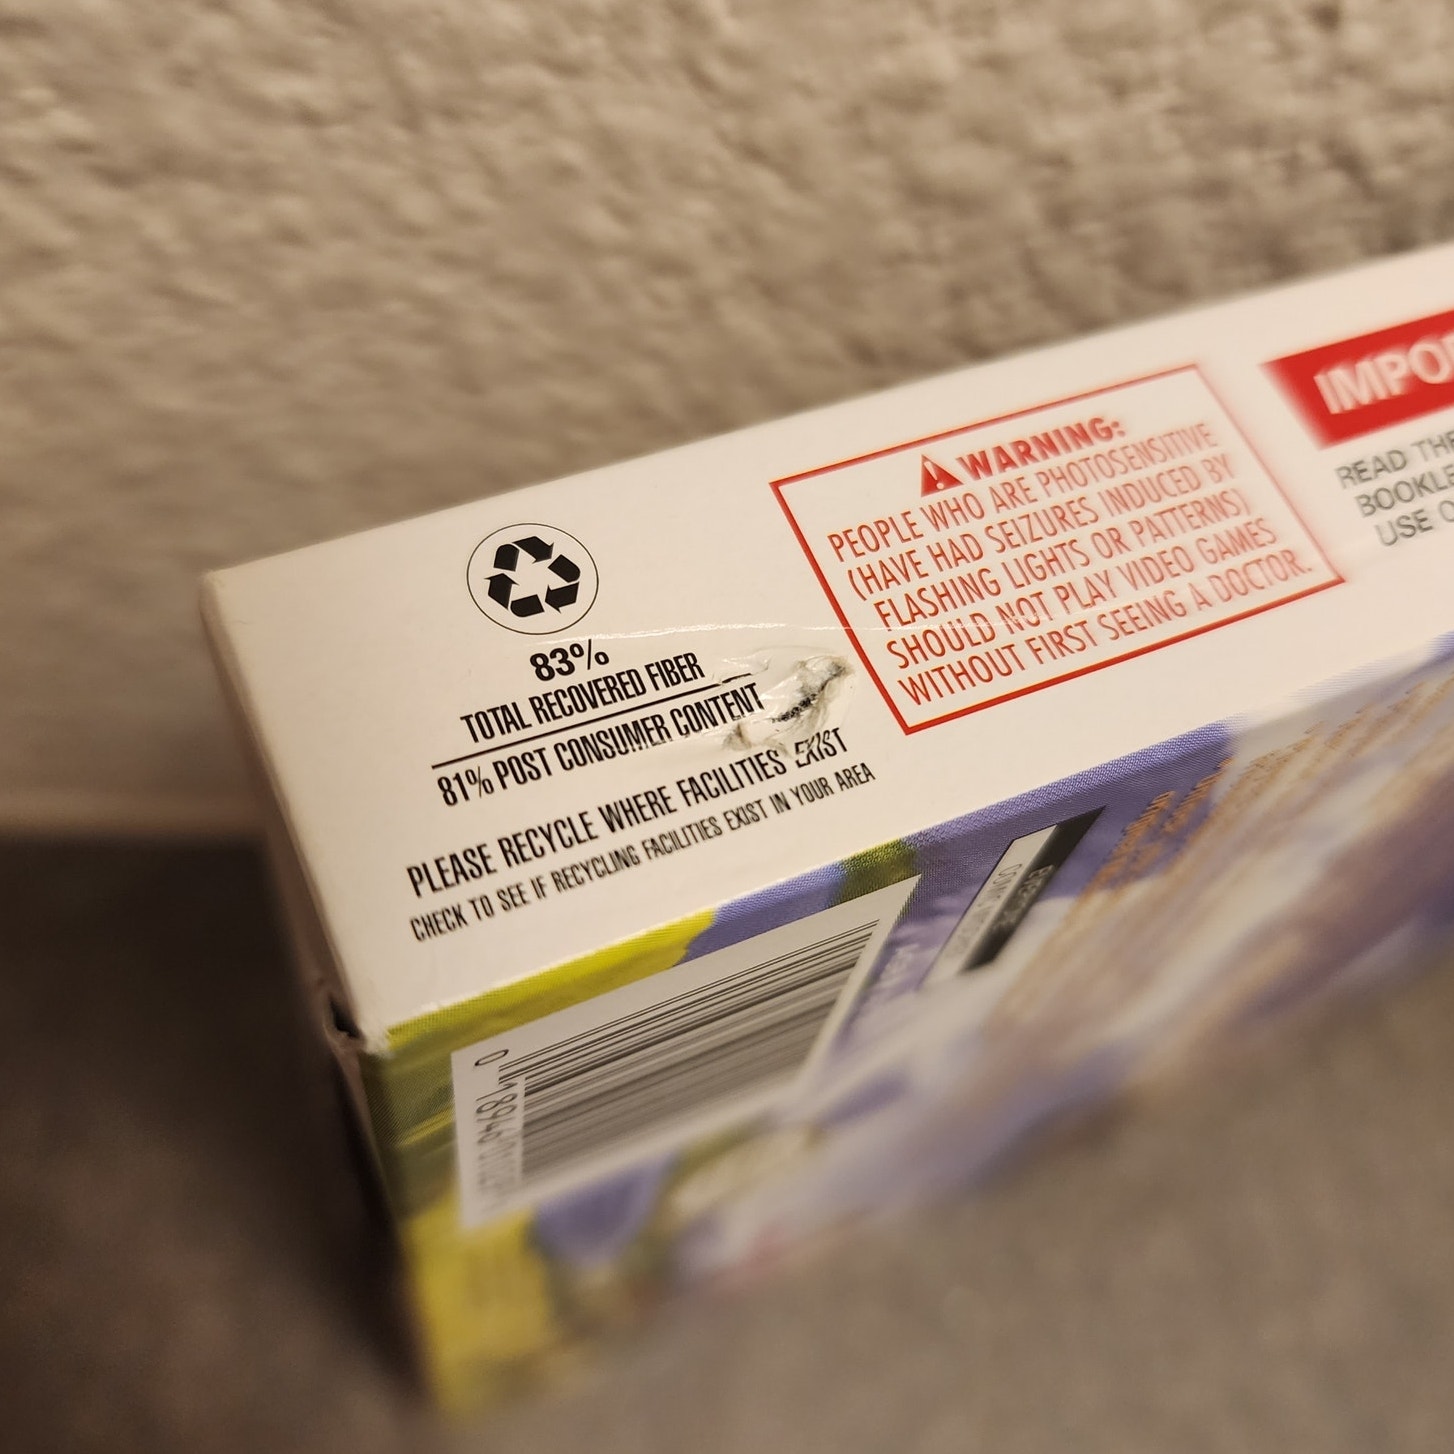 83%
TOTAL RECOVERED FIBER
81% POST CONSUMER CONTENT
PLEASE RECYCLE WHERE FACILITIES EXIST
CHECK TO SEE IF RECYCLING FACILITIES EXIST IN YOUR AREA
WARNING:
PEOPLE WHO ARE PHOTOSENSITIVE
(HAVE HAD SEIZURES INDUCED BY
FLASHING LIGHTS OR PATTERNS)
SHOULD NOT PLAY VIDEO GAMES
WITHOUT FIRST SEEING A DOCTOR.
IMPO
READ TH
BOOKLE
USE
0